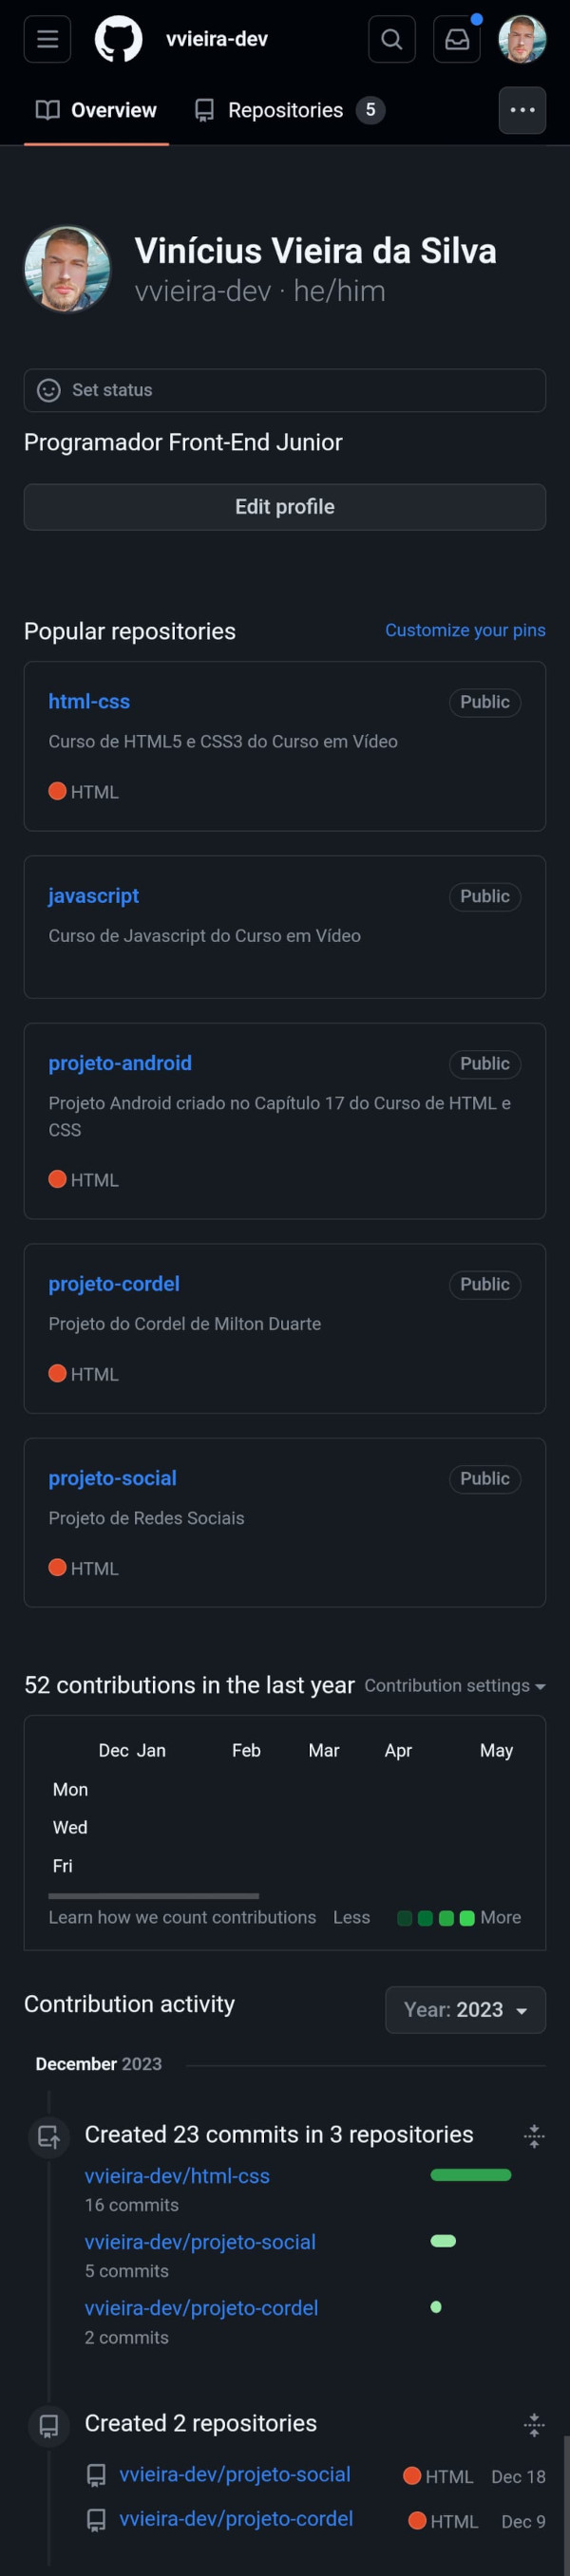 vvieira-dev
Overview
Repositories 5
Vinícius Vieira da Silva
vvieira-dev · he/him
Set status
Programador Front-End Junior
Edit profile
Popular repositories Customize your pins
html-css Public
Curso de HTML5 e CSS3 do Curso em Vídeo
HTML
javascript Public
Curso de Javascript do Curso em Vídeo
projeto-android Public
Projeto Android criado no Capítulo 17 do Curso de HTML e
CSS
HTML
projeto-cordel Public
Projeto do Cordel de Milton Duarte
HTML
projeto-social Public
Projeto de Redes Sociais
HTML
52 contributions in the last year Contribution settings
Dec Jan Feb Mar Apr May
Mon
Wed
Fri
Learn how we count contributions Less More
Contribution activity Year: 2023
December 2023
Created 23 commits in 3 repositories
vvieira-dev/html-css
16 commits
vvieira-dev/projeto-social
5 commits
vvieira-dev/projeto-cordel
2 commits
Created 2 repositories
vvieira-dev/projeto-social HTML Dec 18
vvieira-dev/projeto-cordel HTML Dec 9